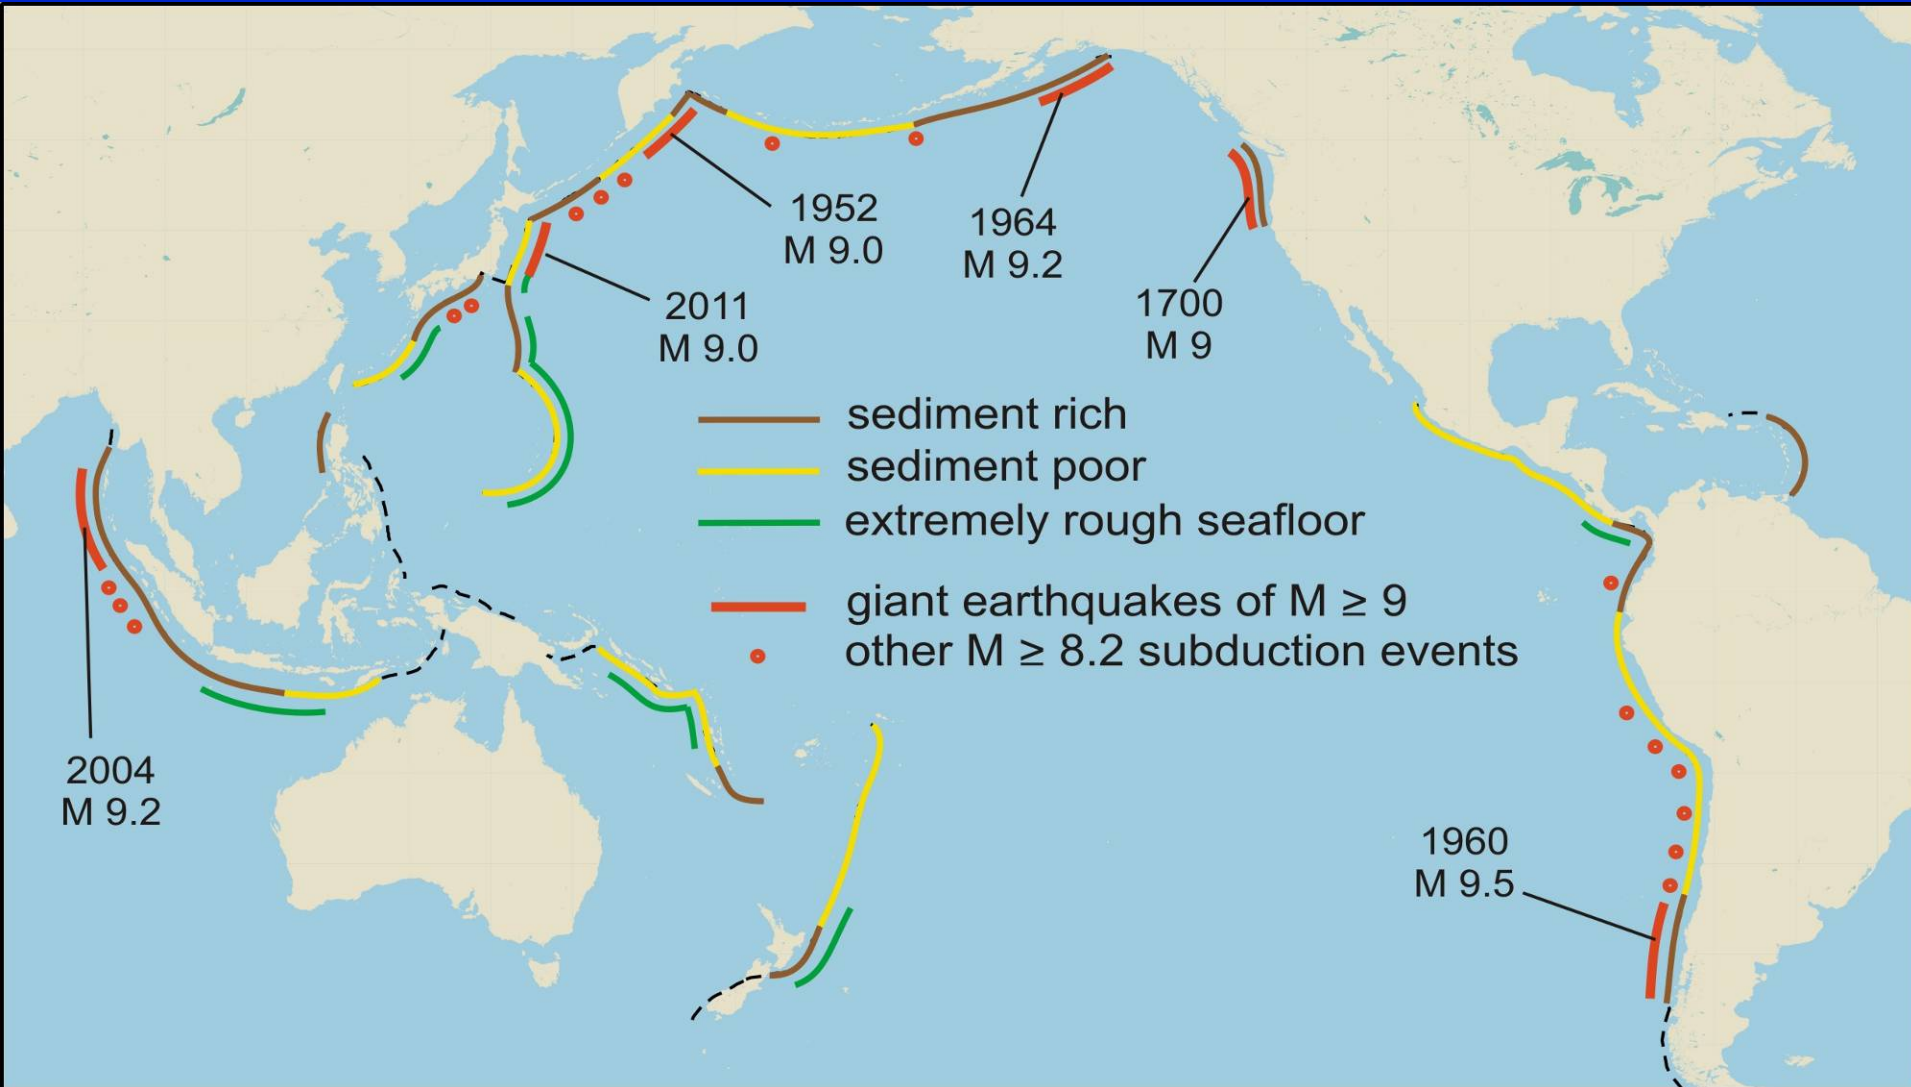 1952
M 9.0
1964
M 9.2
2011
M 9.0
1700
M 9
sediment rich
sediment poor
extremely rough seafloor
giant earthquakes of M ≥ 9
other M ≥ 8.2 subduction events
2004
M 9.2
1960
M 9.5